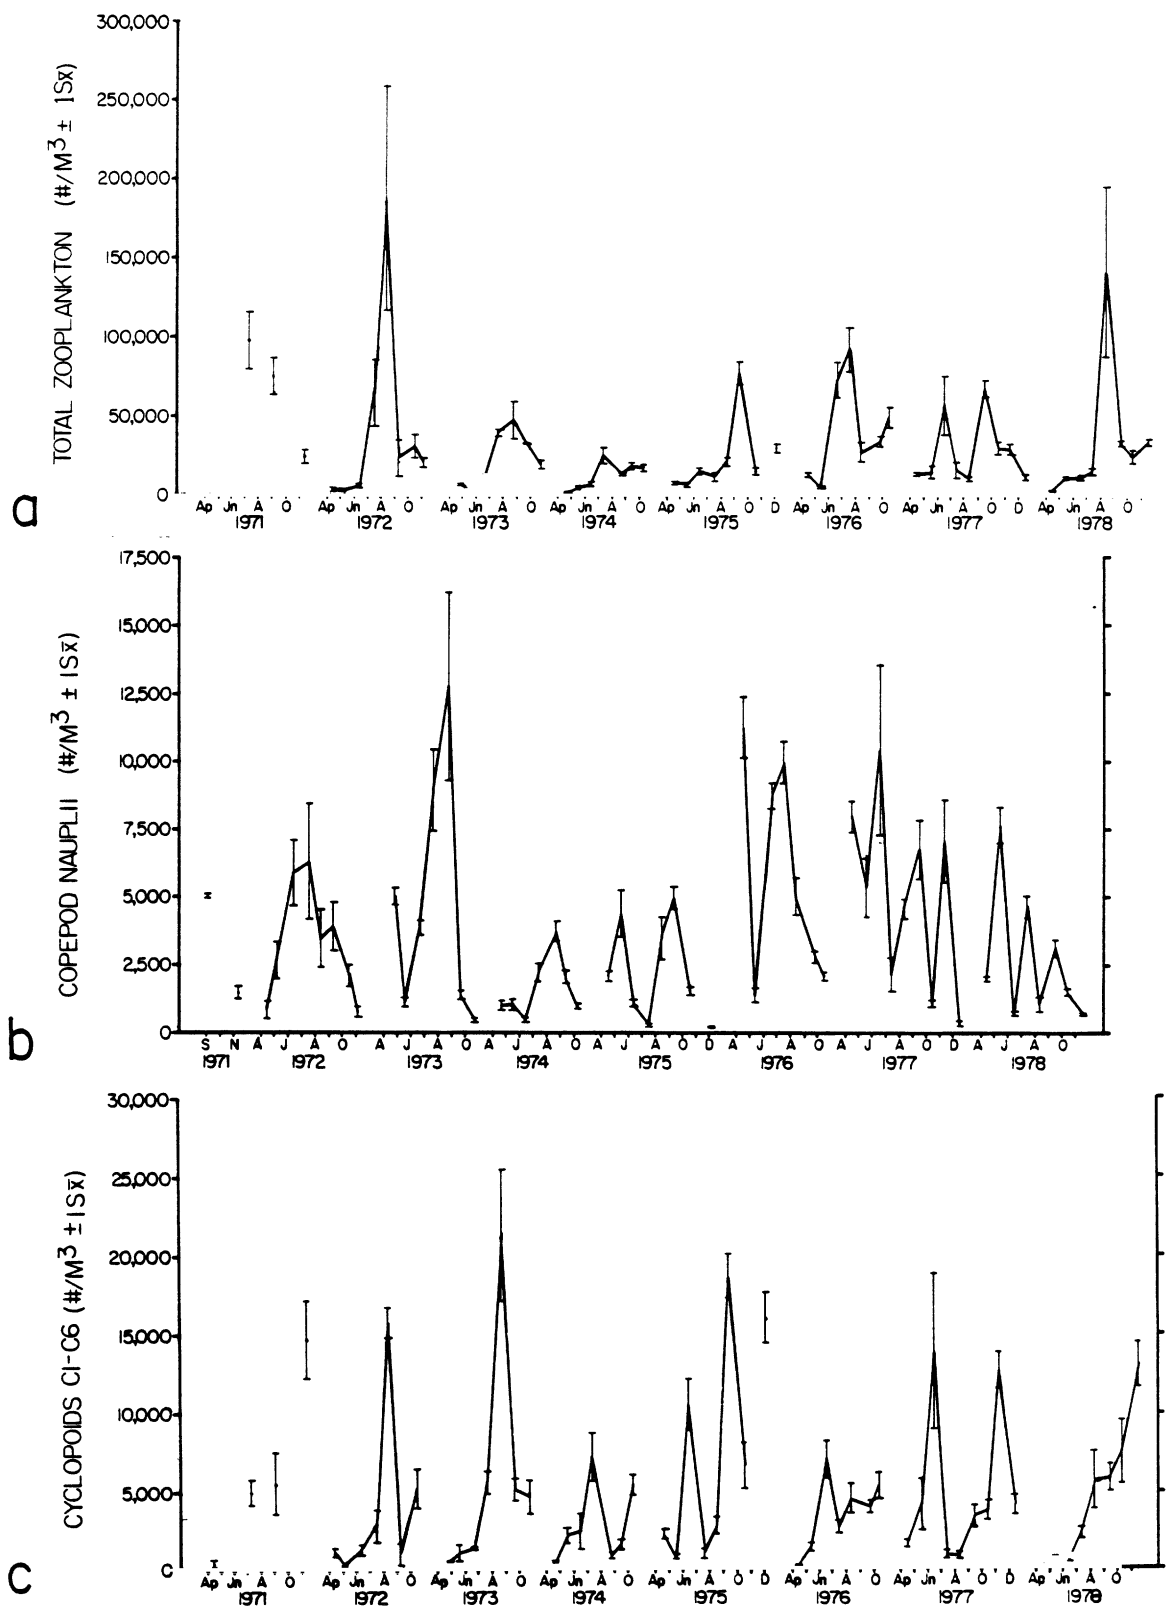 TOTAL ZOOPLANKTON (#/M³ ± 1Sx̄)
300,000
250,000
200,000
150,000
100,000
50,000
0
Ap Jn A O Ap Jn A O Ap Jn A O Ap Jn A O Ap Jn A O D Ap Jn A O Ap Jn A O D Ap Jn A O
1971 1972 1973 1974 1975 1976 1977 1978
a
COPEPOD NAUPLII (#/M³ ± 1Sx̄)
17,500
15,000
12,500
10,000
7,500
5,000
2,500
0
S N A J A O A J A O A J A O A J A O D A J A O A J A O D A J A O
1971 1972 1973 1974 1975 1976 1977 1978
b
CYCLOPOIDS C1-C6 (#/M³ ± 1Sx̄)
30,000
25,000
20,000
15,000
10,000
5,000
0
Ap Jn A O Ap Jn A O Ap Jn A O Ap Jn A O Ap Jn A O D Ap Jn A O Ap Jn A O D Ap Jn A O
1971 1972 1973 1974 1975 1976 1977 1978
c